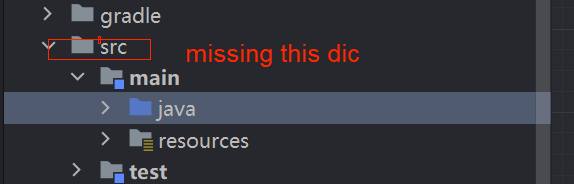 gradle
src
missing this dic
main
java
resources
test